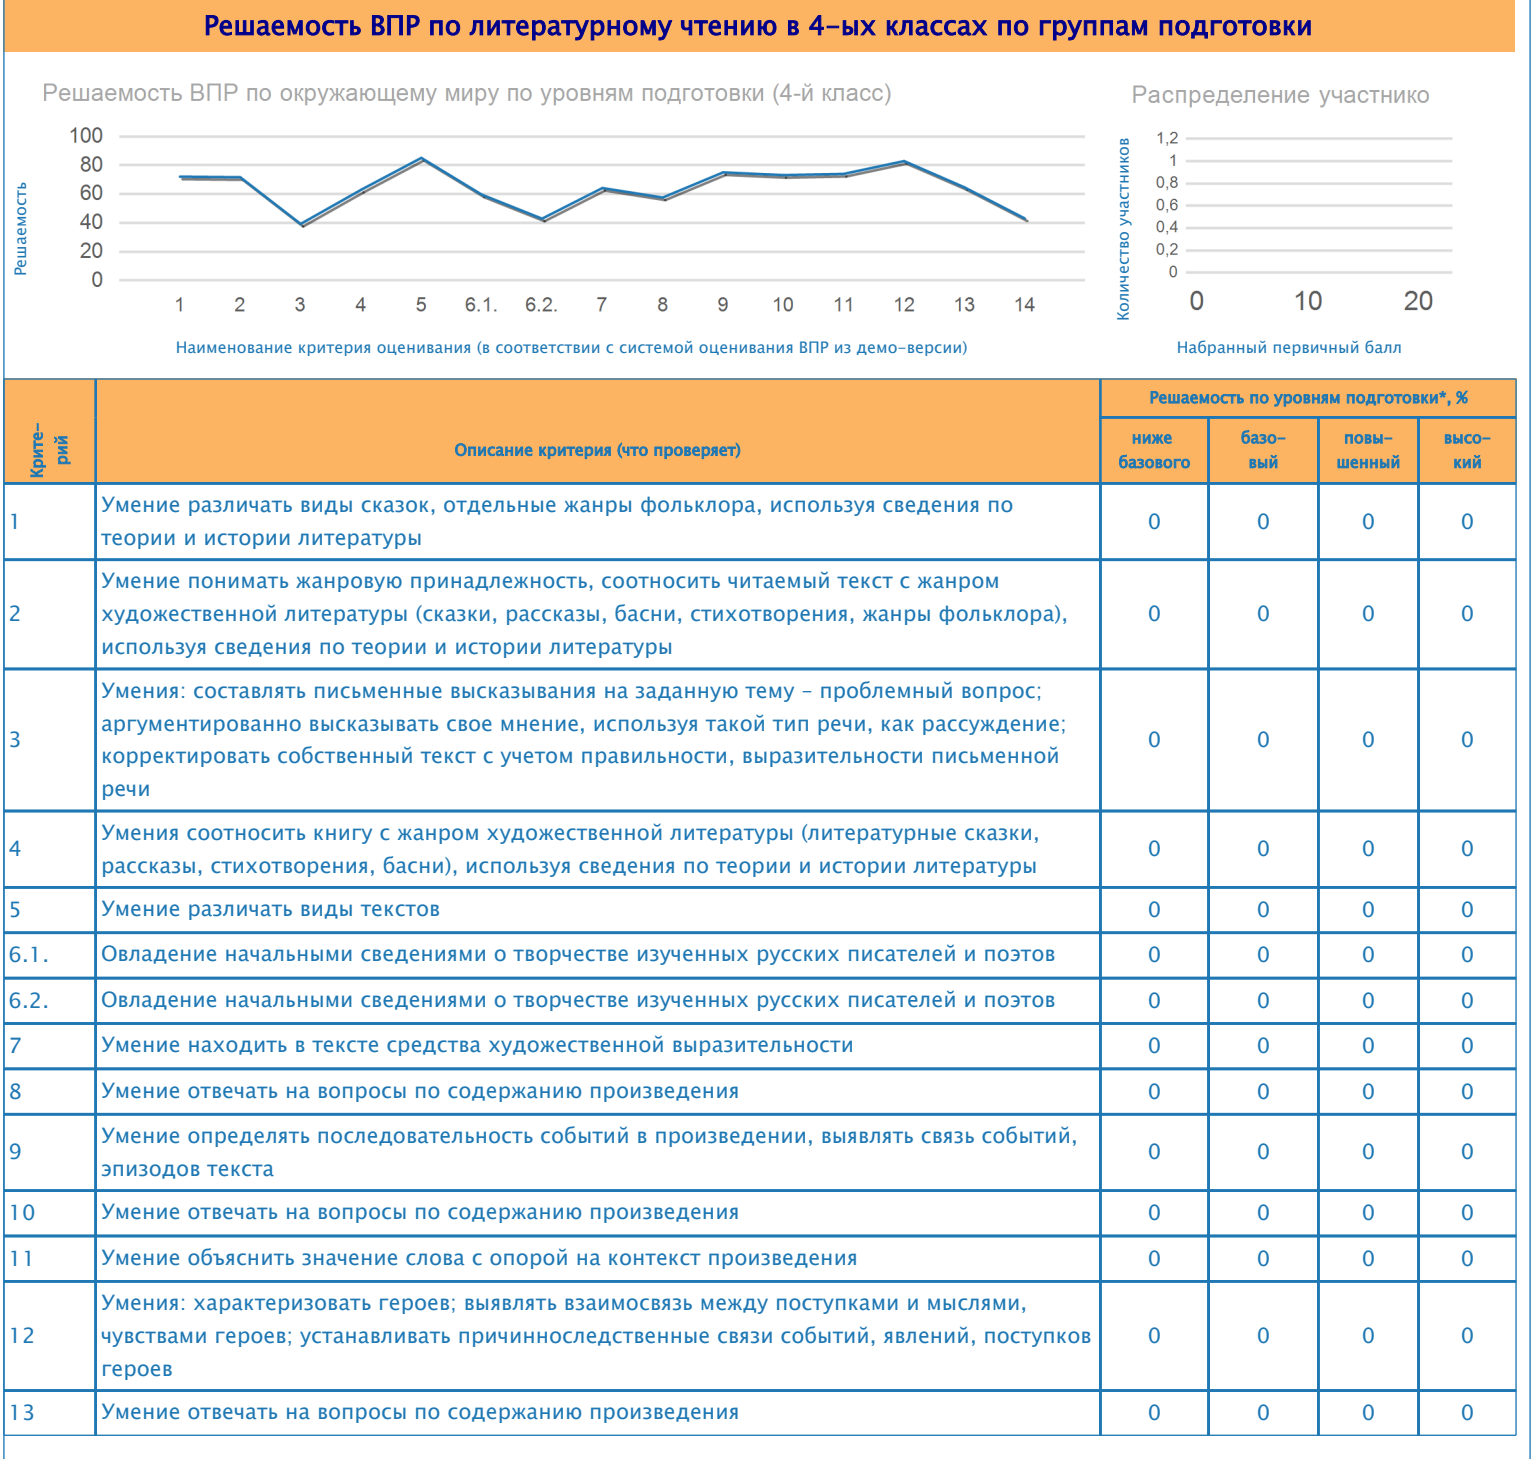 Решаемость ВПР по литературному чтению в 4-ых классах по группам подготовки
Решаемость ВПР по окружающему миру по уровням подготовки (4-й класс)
Решаемость
100
80
60
40
20
0
1 2 3 4 5 6.1. 6.2. 7 8 9 10 11 12 13 14
Наименование критерия оценивания (в соответствии с системой оценивания ВПР из демо-версии)
Распределение участнико
Количество участников
1,2
1
0,8
0,6
0,4
0,2
0
0 10 20
Набранный первичный балл
Крите-
рий
Описание критерия (что проверяет)
Решаемость по уровням подготовки*, %
ниже
базового
базо-
вый
повы-
шенный
высо-
кий
1
Умение различать виды сказок, отдельные жанры фольклора, используя сведения по
теории и истории литературы
0 0 0 0
2
Умение понимать жанровую принадлежность, соотносить читаемый текст с жанром
художественной литературы (сказки, рассказы, басни, стихотворения, жанры фольклора),
используя сведения по теории и истории литературы
0 0 0 0
3
Умения: составлять письменные высказывания на заданную тему – проблемный вопрос;
аргументированно высказывать свое мнение, используя такой тип речи, как рассуждение;
корректировать собственный текст с учетом правильности, выразительности письменной
речи
0 0 0 0
4
Умения соотносить книгу с жанром художественной литературы (литературные сказки,
рассказы, стихотворения, басни), используя сведения по теории и истории литературы
0 0 0 0
5 Умение различать виды текстов 0 0 0 0
6.1. Овладение начальными сведениями о творчестве изученных русских писателей и поэтов 0 0 0 0
6.2. Овладение начальными сведениями о творчестве изученных русских писателей и поэтов 0 0 0 0
7 Умение находить в тексте средства художественной выразительности 0 0 0 0
8 Умение отвечать на вопросы по содержанию произведения 0 0 0 0
9
Умение определять последовательность событий в произведении, выявлять связь событий,
эпизодов текста
0 0 0 0
10 Умение отвечать на вопросы по содержанию произведения 0 0 0 0
11 Умение объяснить значение слова с опорой на контекст произведения 0 0 0 0
12
Умения: характеризовать героев; выявлять взаимосвязь между поступками и мыслями,
чувствами героев; устанавливать причинноследственные связи событий, явлений, поступков
героев
0 0 0 0
13 Умение отвечать на вопросы по содержанию произведения 0 0 0 0